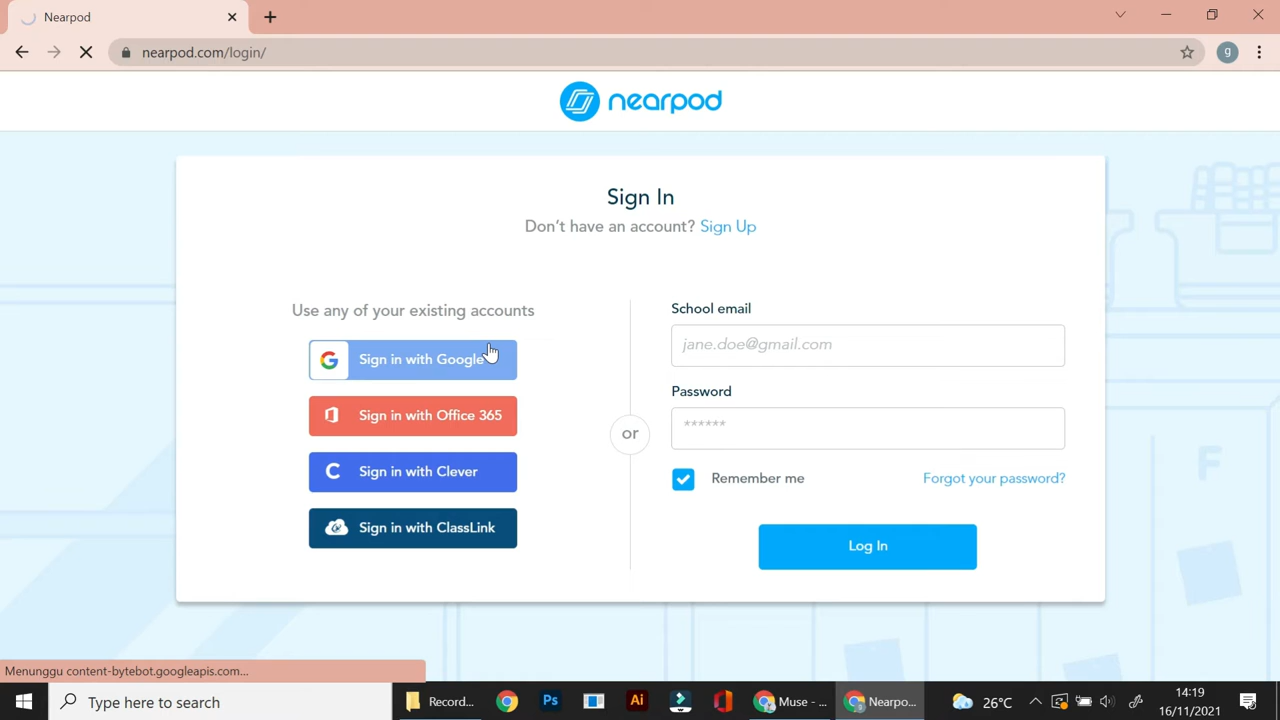 Nearpod
nearpod.com/login/
g
nearpod
Sign In
Don't have an account? Sign Up
Use any of your existing accounts
Sign in with Google
Sign in with Office 365
Sign in with Clever
Sign in with ClassLink
or
School email
jane.doe@gmail.com
Password
******
Remember me
Forgot your password?
Log In
F
Menunggu content-bytebot.googleapis.com...
Type here to search
Record...
Ps
Ai
Muse - ...
Nearpo...
26°C
14:19
16/11/2021